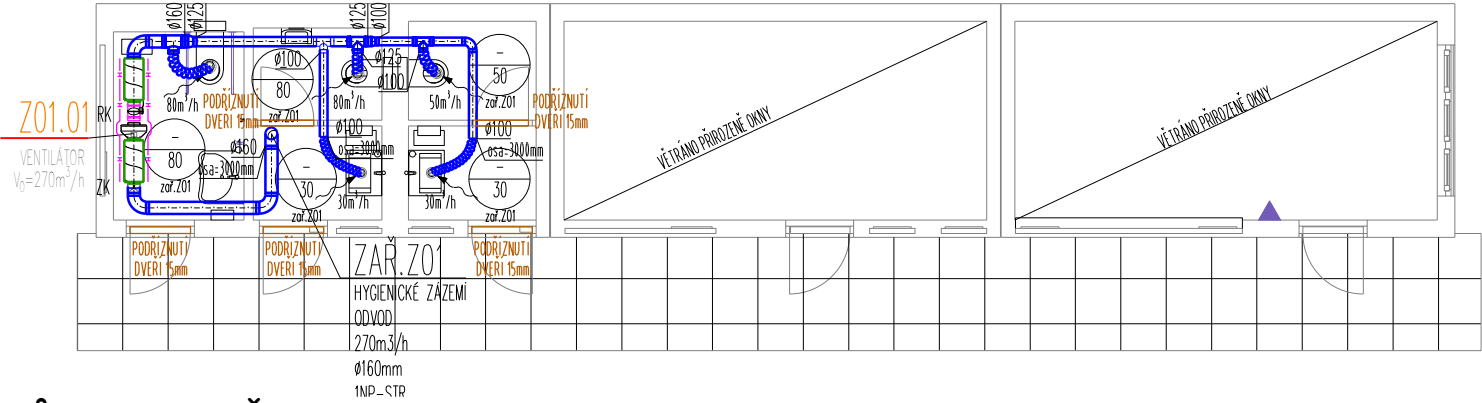 ø160
ø125
ø125
ø100
ø100
ø125
ø100
-
50
zař.Z01
-
80
zař.Z01
80m³/h
80m³/h
50m³/h
PODŘÍZNUTÍ
DVEŘÍ 15mm
PODŘÍZNUTÍ
DVEŘÍ 15mm
Z01.01
RK
VENTILÁTOR
V₀=270m³/h
ZK
-
80
zař.Z01
ø160
osa=3000mm
ø100
osa=3000mm
ø100
osa=3000mm
-
30
zař.Z01
30m³/h
30m³/h
-
30
zař.Z01
VĚTRÁNO PŘIROZENĚ OKNY
VĚTRÁNO PŘIROZENĚ OKNY
PODŘÍZNUTÍ
DVEŘÍ 15mm
PODŘÍZNUTÍ
DVEŘÍ 15mm
PODŘÍZNUTÍ
DVEŘÍ 15mm
ZAŘ.Z01
HYGIENICKÉ ZÁZEMÍ
ODVOD
270m3/h
ø160mm
1NP-STR